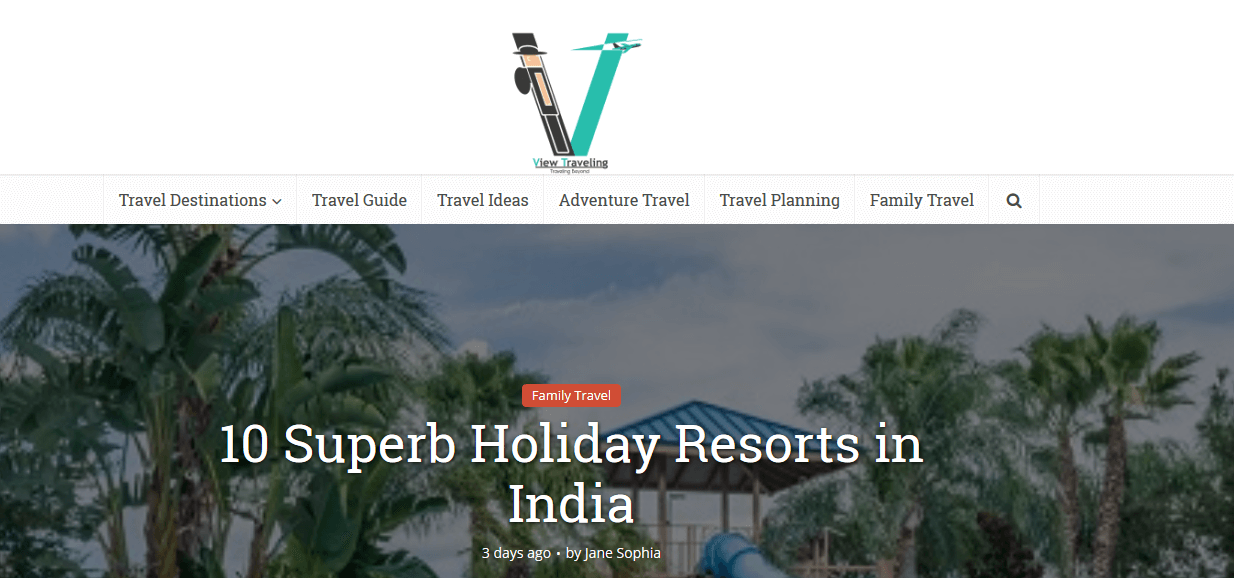 View Traveling
Traveling Beyond
Travel Destinations
Travel Guide
Travel Ideas
Adventure Travel
Travel Planning
Family Travel
Family Travel
10 Superb Holiday Resorts in
India
3 days ago • by Jane Sophia